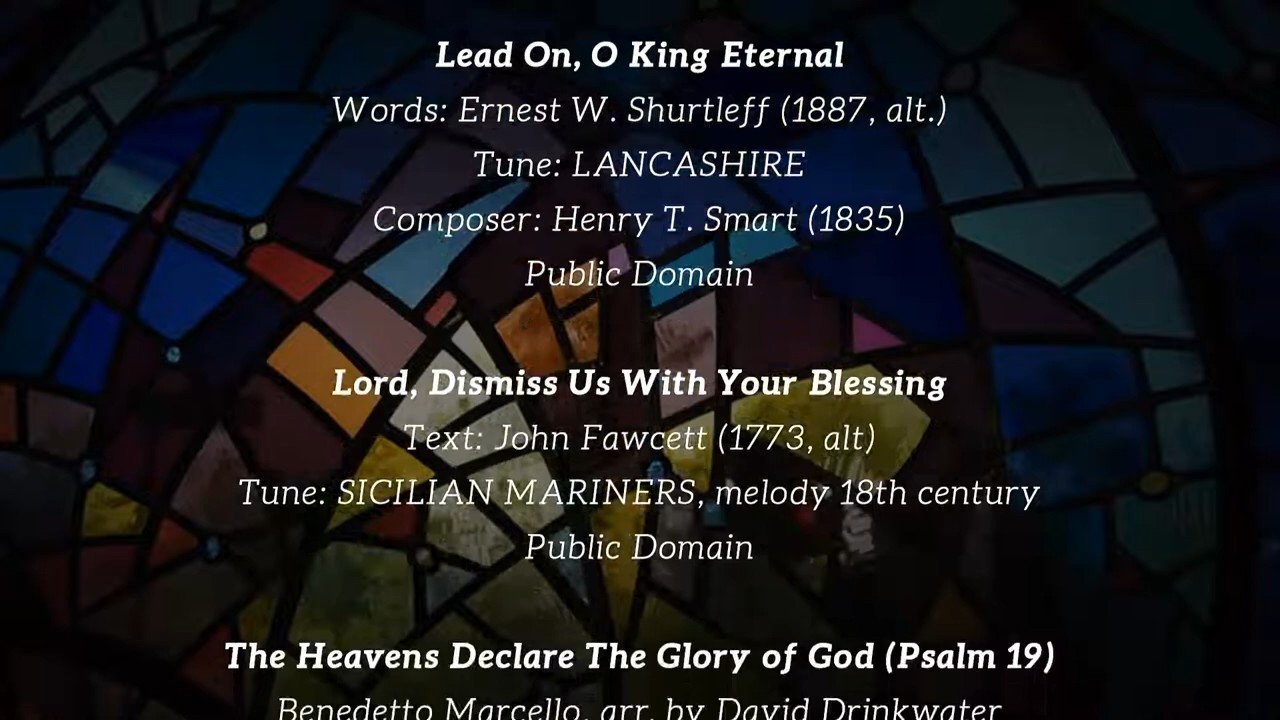 Lead On, O King Eternal
Words: Ernest W. Shurtleff (1887, alt.)
Tune: LANCASHIRE
Composer: Henry T. Smart (1835)
Public Domain
Lord, Dismiss Us With Your Blessing
Text: John Fawcett (1773, alt)
Tune: SICILIAN MARINERS, melody 18th century
Public Domain
The Heavens Declare The Glory of God (Psalm 19)
Benedetto Marcello, arr. by David Drinkwater